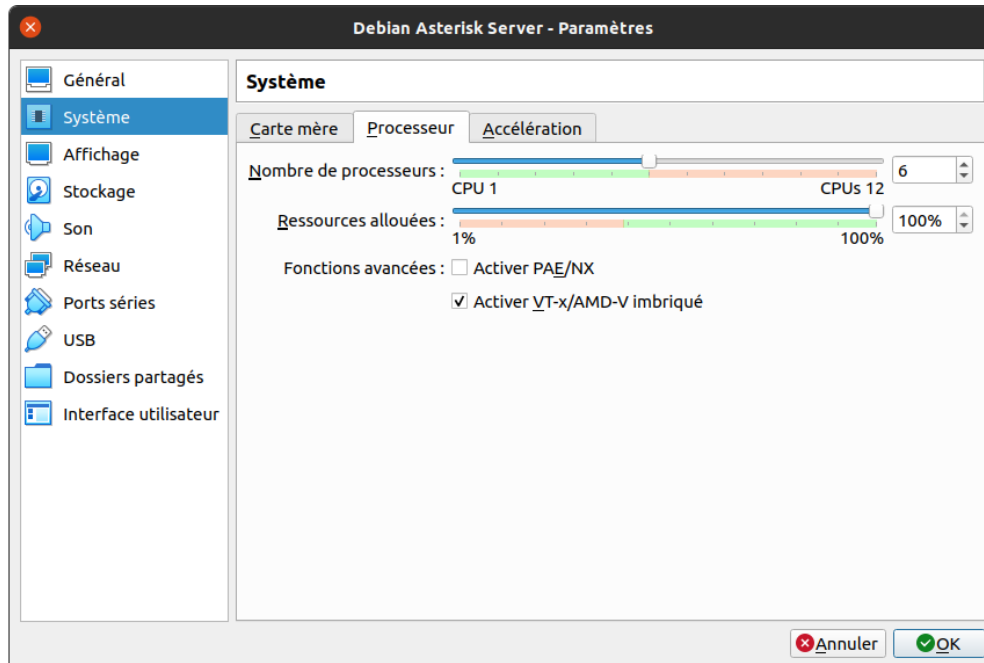 Debian Asterisk Server - Paramètres
Général
Système
Affichage
Stockage
Son
Réseau
Ports séries
USB
Dossiers partagés
Interface utilisateur
Système
Carte mère Processeur Accélération
Nombre de processeurs : 6
CPU 1 CPUs 12
Ressources allouées : 100%
1% 100%
Fonctions avancées : Activer PAE/NX
Activer VT-x/AMD-V imbriqué
Annuler OK